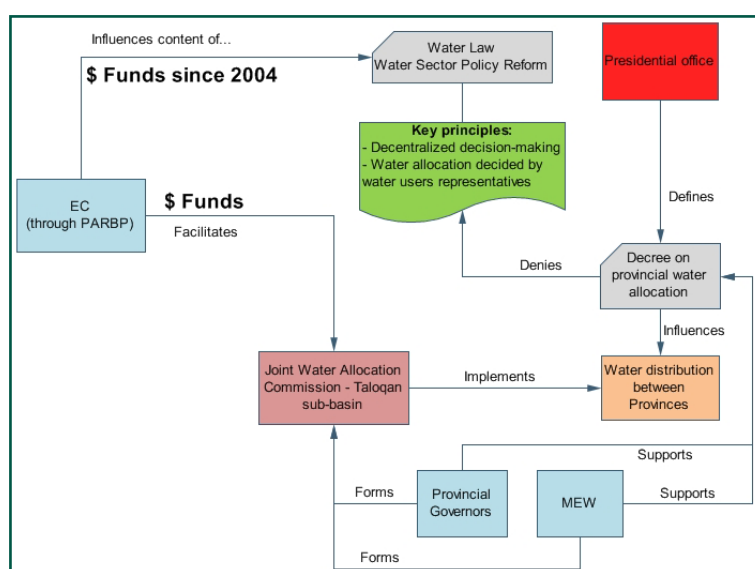 Influences content of...
$ Funds since 2004
Water Law
Water Sector Policy Reform
Presidential office
Key principles:
- Decentralized decision-making
- Water allocation decided by
water users representatives
EC
(through PARBP)
$ Funds
Facilitates
Defines
Denies
Decree on
provincial water
allocation
Influences
Joint Water Allocation
Commission - Taloqan
sub-basin
Implements
Water distribution
between
Provinces
Supports
Forms
Provincial
Governors
MEW
Supports
Forms